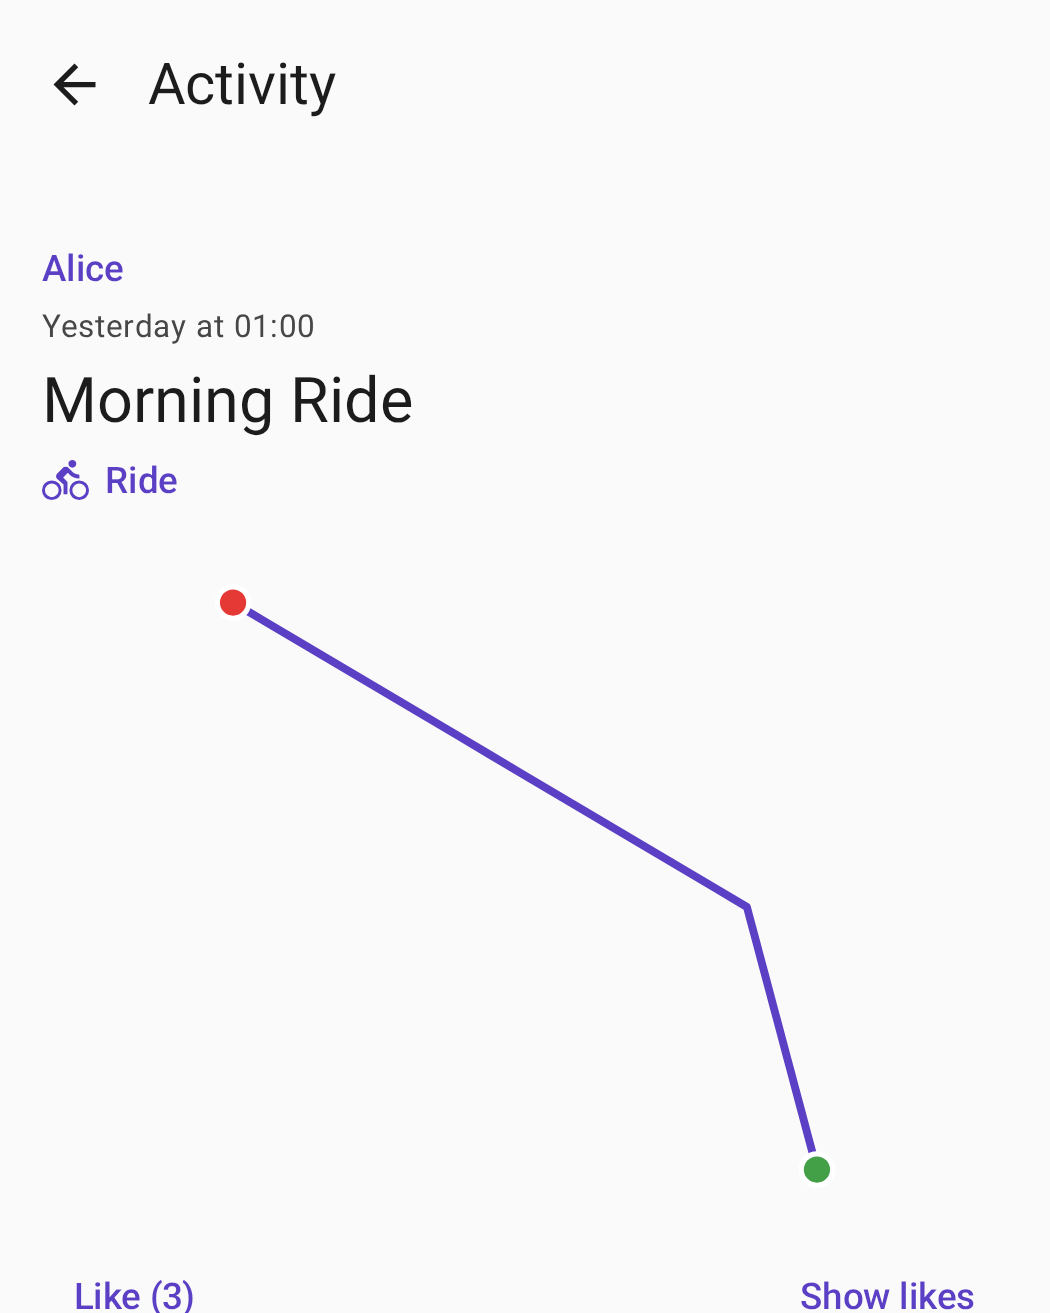 Activity
Alice
Yesterday at 01:00
Morning Ride
Ride
Like (3)
Show likes